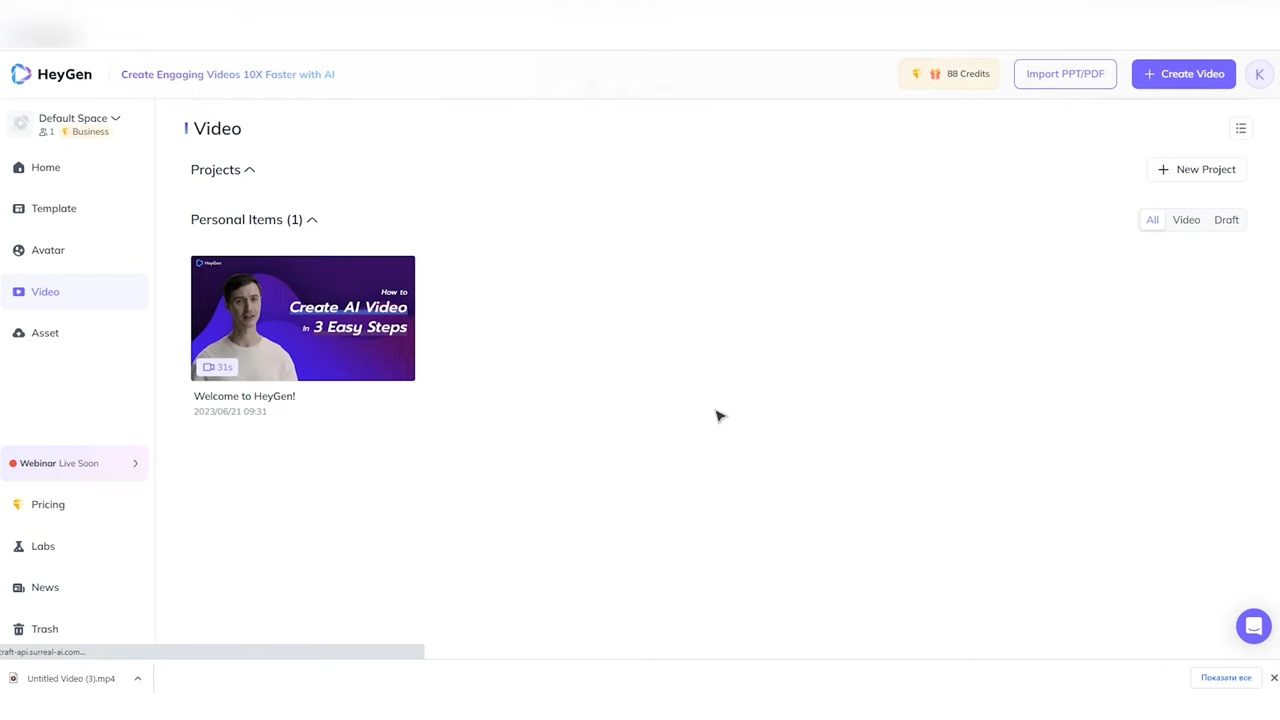 HeyGen
Create Engaging Videos 10X Faster with AI
88 Credits
Import PPT/PDF
+ Create Video
K
Default Space
1 Business
Home
Template
Avatar
Video
Asset
Webinar Live Soon
Pricing
Labs
News
Trash
Video
Projects
+ New Project
Personal Items (1)
All Video Draft
HeyGen
How to
Create AI Video
In 3 Easy Steps
31s
Welcome to HeyGen!
2023/06/21 09:31
craft-api.surreal-ai.com...
Untitled Video (3).mp4
Показати все